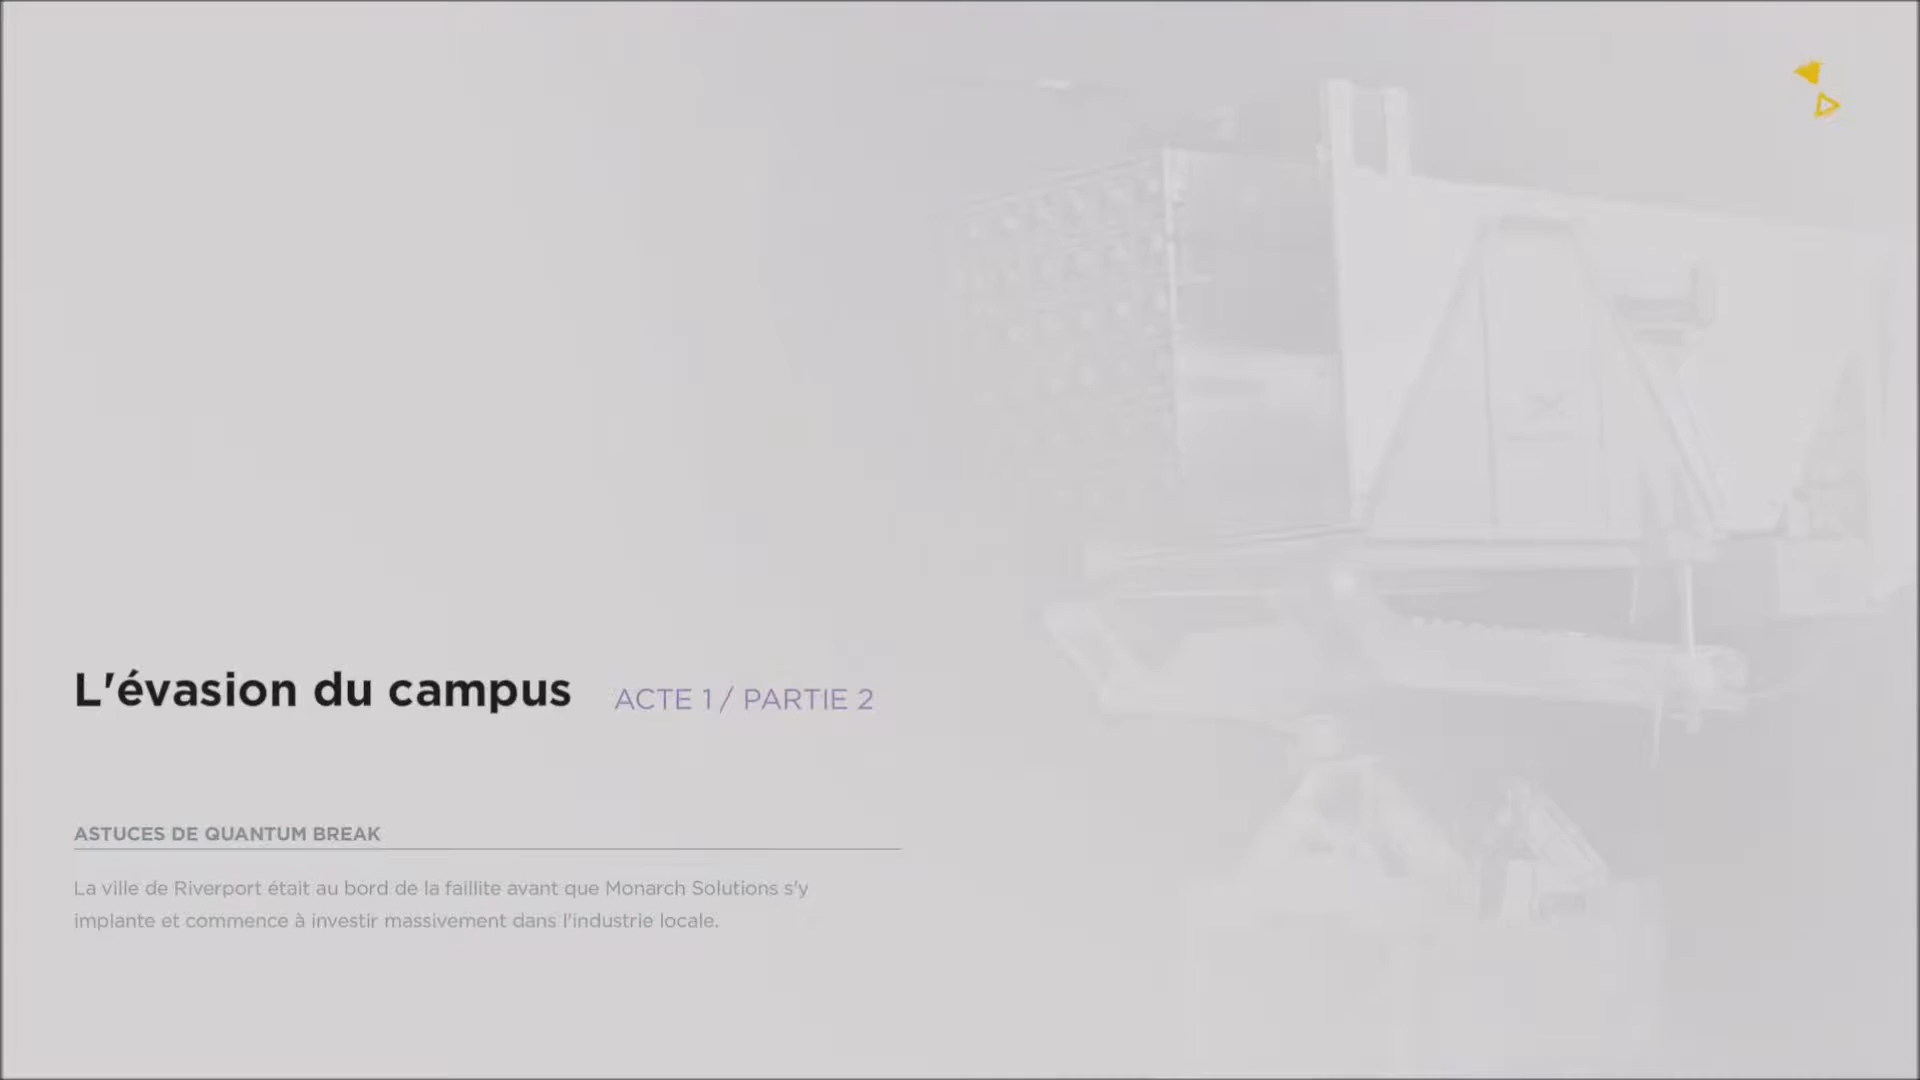 L'évasion du campus ACTE 1 / PARTIE 2
ASTUCES DE QUANTUM BREAK
La ville de Riverport était au bord de la faillite avant que Monarch Solutions s'y
implante et commence à investir massivement dans l'industrie locale.